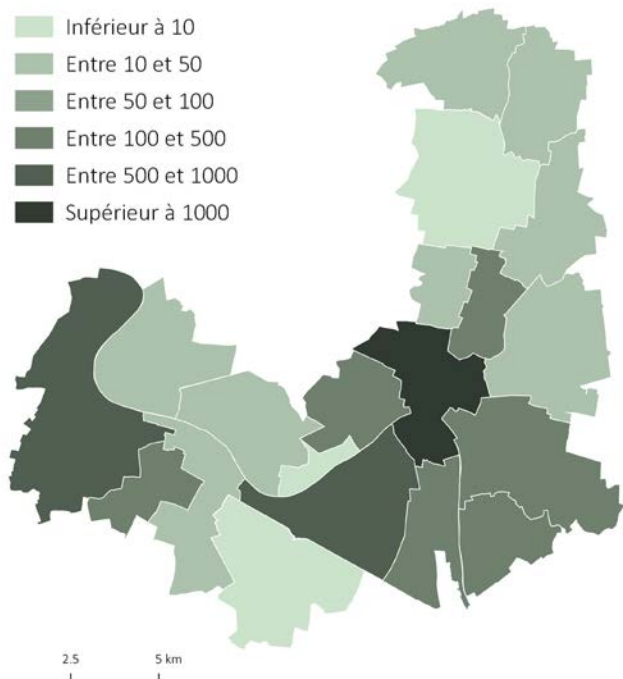 Inférieur à 10
Entre 10 et 50
Entre 50 et 100
Entre 100 et 500
Entre 500 et 1000
Supérieur à 1000
2.5 5 km